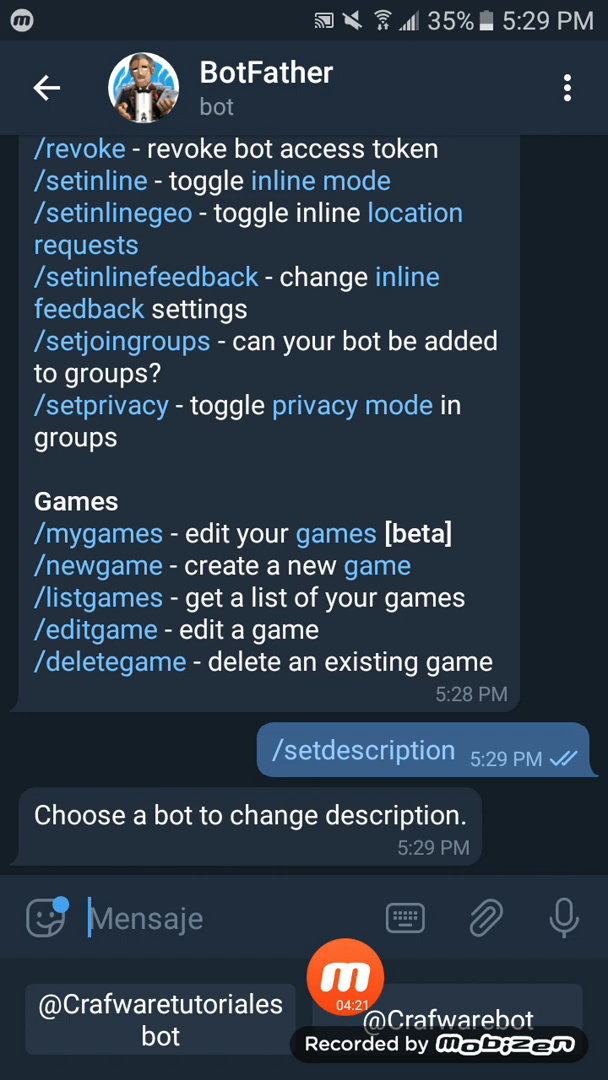 35% 5:29 PM
BotFather
bot
/revoke - revoke bot access token
/setinline - toggle inline mode
/setinlinegeo - toggle inline location
requests
/setinlinefeedback - change inline
feedback settings
/setjoingroups - can your bot be added
to groups?
/setprivacy - toggle privacy mode in
groups
Games
/mygames - edit your games [beta]
/newgame - create a new game
/listgames - get a list of your games
/editgame - edit a game
/deletegame - delete an existing game
5:28 PM
/setdescription 5:29 PM
Choose a bot to change description.
5:29 PM
Mensaje
04:21
@Crafwaretutoriales
bot
@Crafwarebot
Recorded by mobizen